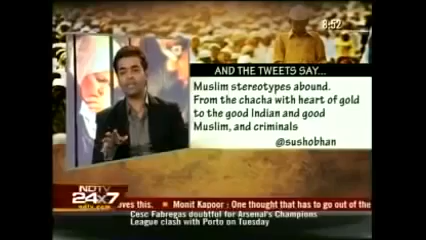 8:52
AND THE TWEETS SAY...
Muslim stereotypes abound.
From the chacha with heart of gold
to the good Indian and good
Muslim, and criminals
@sushobhan
NDTV
24x7
ndtv.com
ves this. ▸ Monit Kapoor : One thought that has to go out of the
Cesc Fabregas doubtful for Arsenal's Champions
League clash with Porto on Tuesday